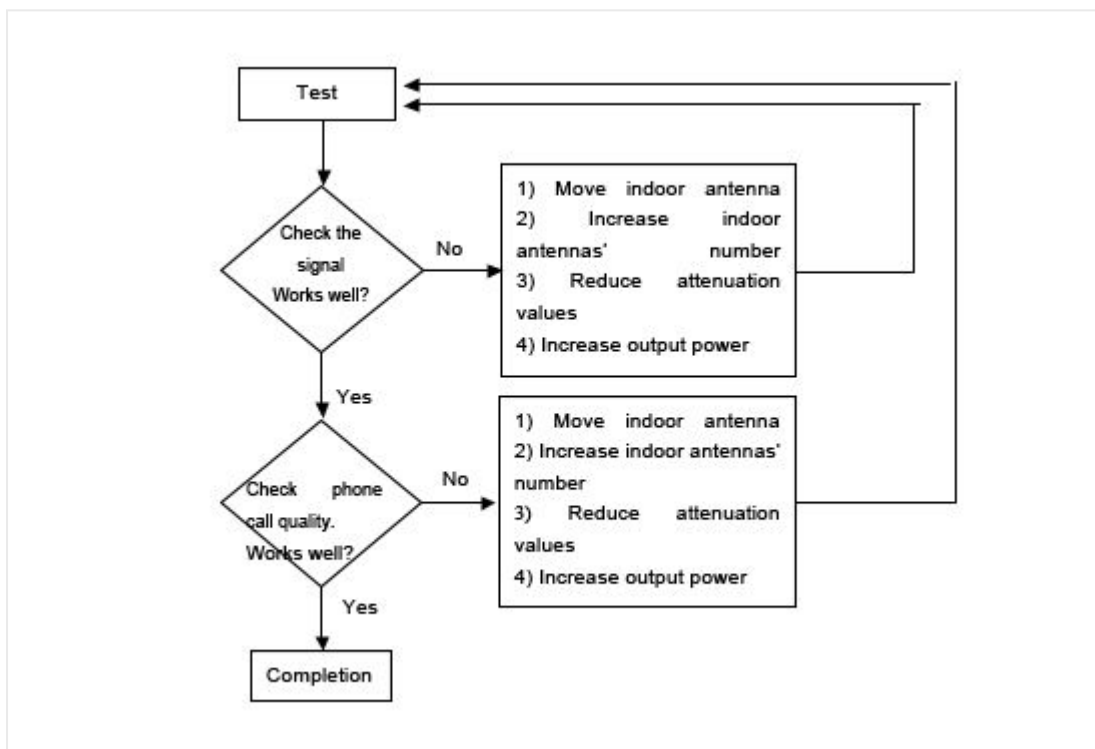 Test
Check the
signal
Works well?
No
1) Move indoor antenna
2) Increase indoor
antennas' number
3) Reduce attenuation
values
4) Increase output power
Yes
Check phone
call quality.
Works well?
No
1) Move indoor antenna
2) Increase indoor antennas'
number
3) Reduce attenuation
values
4) Increase output power
Yes
Completion